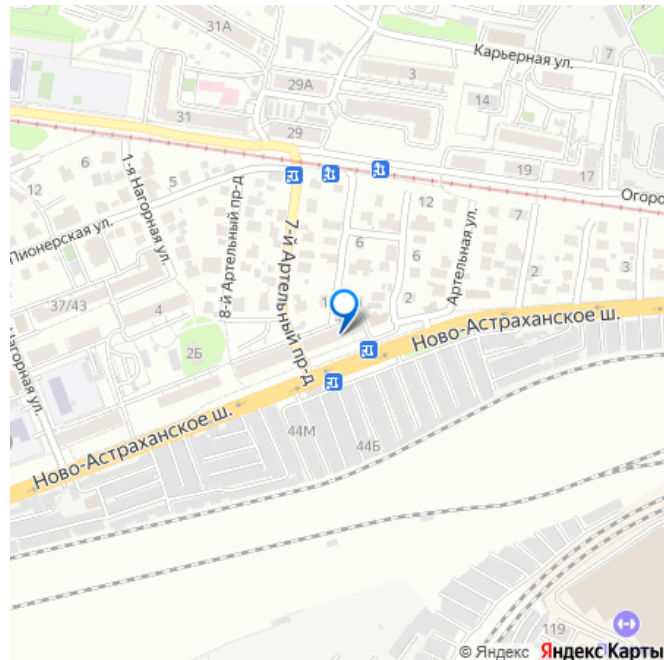 31А
Карьерная ул.
7
29А
3
14
31
29
19
17
Огоро
12
6
5
1-я Нагорная ул.
8-й Артельный пр-д
7-й Артельный пр-д
12
7
Артельная ул.
Пионерская ул.
6
2
3
37/43
4
1
2
2Б
Ново-Астраханское ш.
Нагорная ул.
44М
44Б
Ново-Астраханское ш.
119
© Яндекс Яндекс Карты